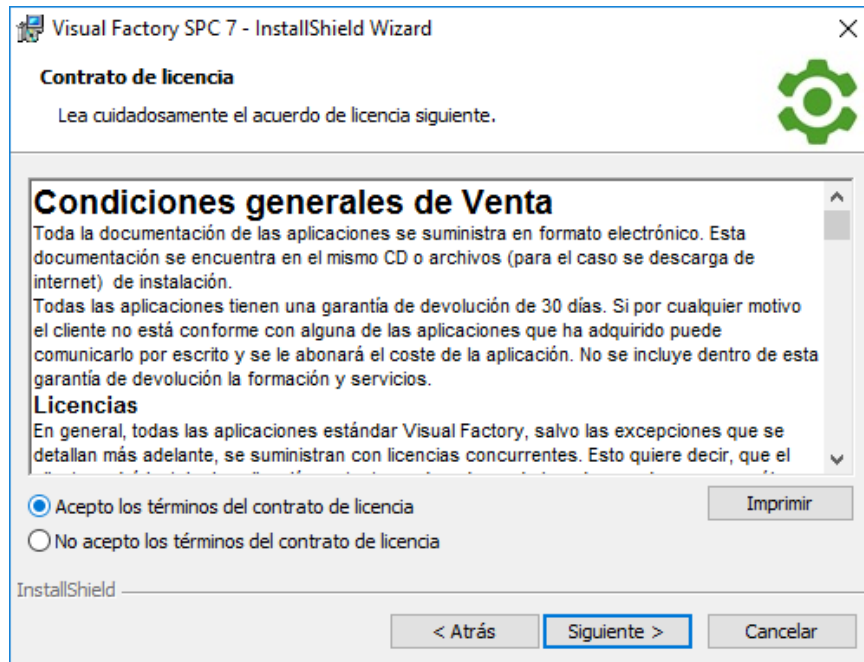 Visual Factory SPC 7 - InstallShield Wizard
Contrato de licencia
Lea cuidadosamente el acuerdo de licencia siguiente.
Condiciones generales de Venta
Toda la documentación de las aplicaciones se suministra en formato electrónico. Esta
documentación se encuentra en el mismo CD o archivos (para el caso se descarga de
internet)  de instalación.
Todas las aplicaciones tienen una garantía de devolución de 30 días. Si por cualquier motivo
el cliente no está conforme con alguna de las aplicaciones que ha adquirido puede
comunicarlo por escrito y se le abonará el coste de la aplicación. No se incluye dentro de esta
garantía de devolución la formación y servicios.
Licencias
En general, todas las aplicaciones estándar Visual Factory, salvo las excepciones que se
detallan más adelante, se suministran con licencias concurrentes. Esto quiere decir, que el
Acepto los términos del contrato de licencia
Imprimir
No acepto los términos del contrato de licencia
InstallShield
< Atrás
Siguiente >
Cancelar